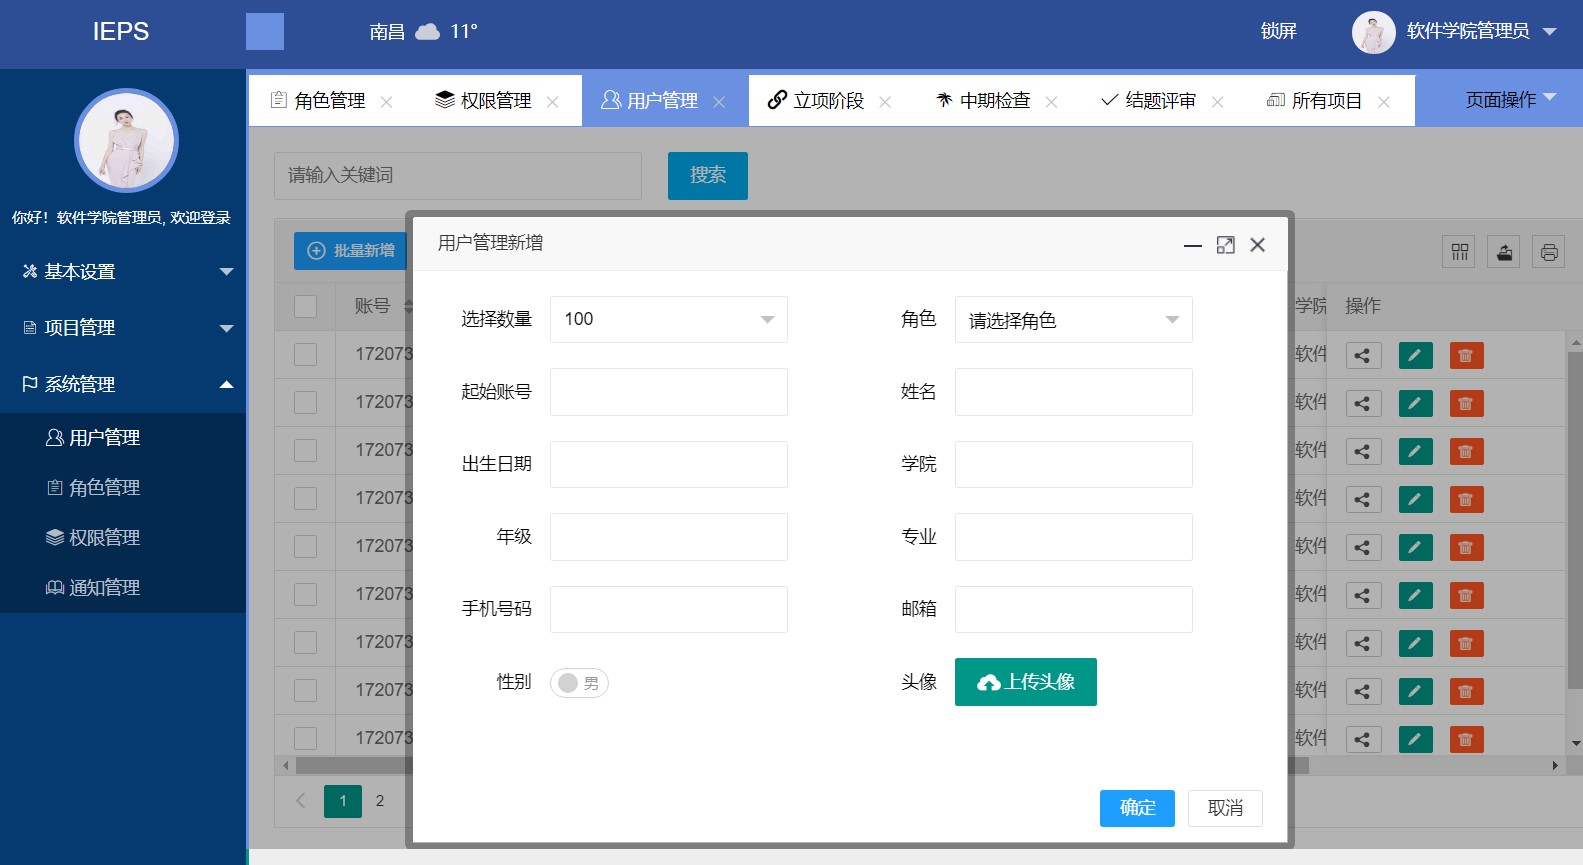 IEPS
南昌 11°
锁屏
软件学院管理员
你好！软件学院管理员, 欢迎登录
基本设置
项目管理
系统管理
用户管理
角色管理
权限管理
通知管理
角色管理
权限管理
用户管理
立项阶段
中期检查
结题评审
所有项目
页面操作
请输入关键词
搜索
批量新增
账号
学院
操作
172073
软件
172073
软件
172073
软件
172073
软件
172073
软件
172073
软件
172073
软件
172073
软件
172073
软件
1
2
用户管理新增
选择数量
100
角色
请选择角色
起始账号
姓名
出生日期
学院
年级
专业
手机号码
邮箱
性别
男
头像
上传头像
确定
取消